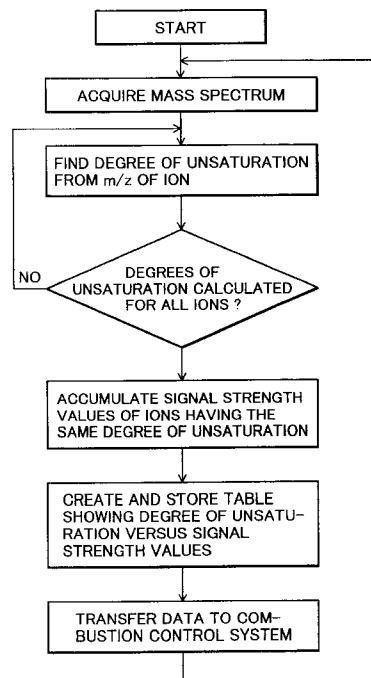 START
ACQUIRE MASS SPECTRUM
FIND DEGREE OF UNSATURATION
FROM m/z OF ION
DEGREES OF
UNSATURATION CALCULATED
FOR ALL IONS ?
NO
ACCUMULATE SIGNAL STRENGTH
VALUES OF IONS HAVING THE
SAME DEGREE OF UNSATURATION
CREATE AND STORE TABLE
SHOWING DEGREE OF UNSATU-
RATION VERSUS SIGNAL
STRENGTH VALUES
TRANSFER DATA TO COM-
BUSTION CONTROL SYSTEM